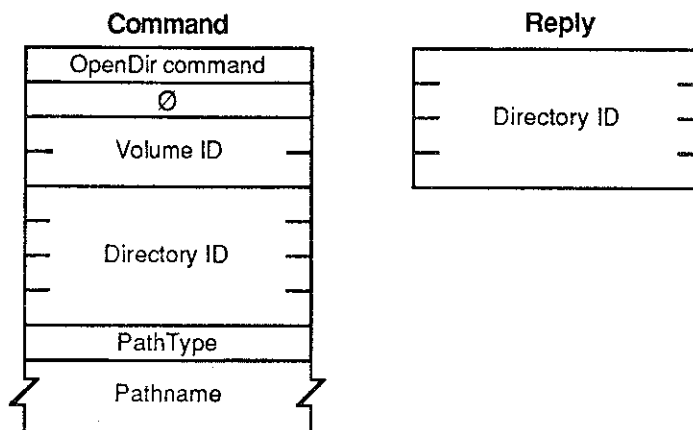 Command
OpenDir command
Ø
Volume ID
Directory ID
PathType
Pathname
Reply
Directory ID